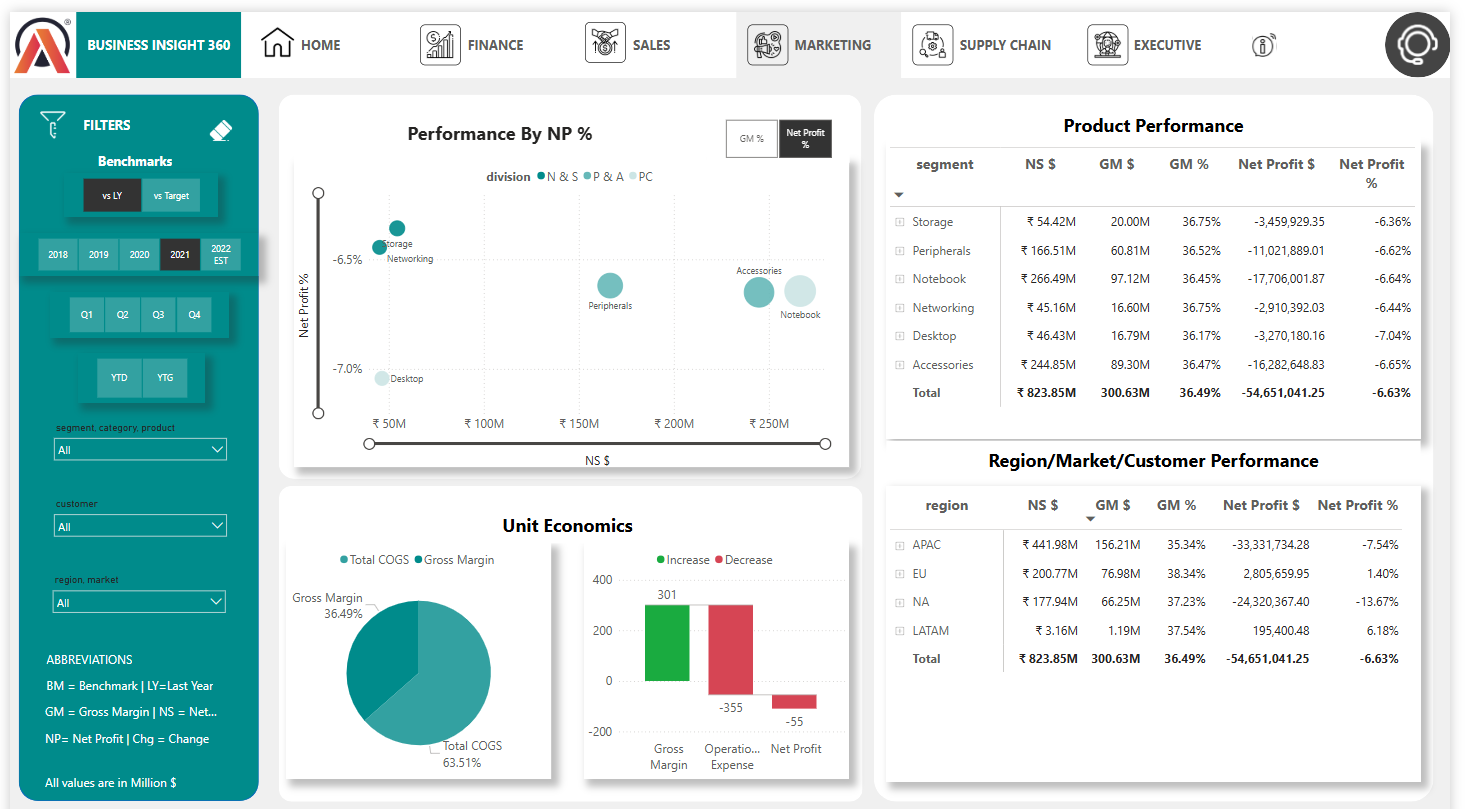 ®
BUSINESS INSIGHT 360
HOME
FINANCE
SALES
MARKETING
SUPPLY CHAIN
EXECUTIVE
FILTERS
Benchmarks
vs LY
vs Target
2018
2019
2020
2021
2022 EST
Q1
Q2
Q3
Q4
YTD
YTG
segment, category, product
All
customer
All
region, market
All
ABBREVIATIONS
BM = Benchmark | LY=Last Year
GM = Gross Margin | NS = Net...
NP= Net Profit | Chg = Change
All values are in Million $
Performance By NP %
GM %
Net Profit %
division N & S P & A PC
Net Profit %
-6.5%
-7.0%
Storage
Networking
Peripherals
Accessories
Notebook
Desktop
₹ 50M ₹ 100M ₹ 150M ₹ 200M ₹ 250M
NS $
Unit Economics
Total COGS Gross Margin
Gross Margin
36.49%
Total COGS
63.51%
Increase Decrease
400
200
0
-200
301
-355
-55
Gross Margin
Operatio... Expense
Net Profit
Product Performance
segment NS $ GM $ GM % Net Profit $ Net Profit %
Storage ₹ 54.42M 20.00M 36.75% -3,459,929.35 -6.36%
Peripherals ₹ 166.51M 60.81M 36.52% -11,021,889.01 -6.62%
Notebook ₹ 266.49M 97.12M 36.45% -17,706,001.87 -6.64%
Networking ₹ 45.16M 16.60M 36.75% -2,910,392.03 -6.44%
Desktop ₹ 46.43M 16.79M 36.17% -3,270,180.16 -7.04%
Accessories ₹ 244.85M 89.30M 36.47% -16,282,648.83 -6.65%
Total ₹ 823.85M 300.63M 36.49% -54,651,041.25 -6.63%
Region/Market/Customer Performance
region NS $ GM $ GM % Net Profit $ Net Profit %
APAC ₹ 441.98M 156.21M 35.34% -33,331,734.28 -7.54%
EU ₹ 200.77M 76.98M 38.34% 2,805,659.95 1.40%
NA ₹ 177.94M 66.25M 37.23% -24,320,367.40 -13.67%
LATAM ₹ 3.16M 1.19M 37.54% 195,400.48 6.18%
Total ₹ 823.85M 300.63M 36.49% -54,651,041.25 -6.63%